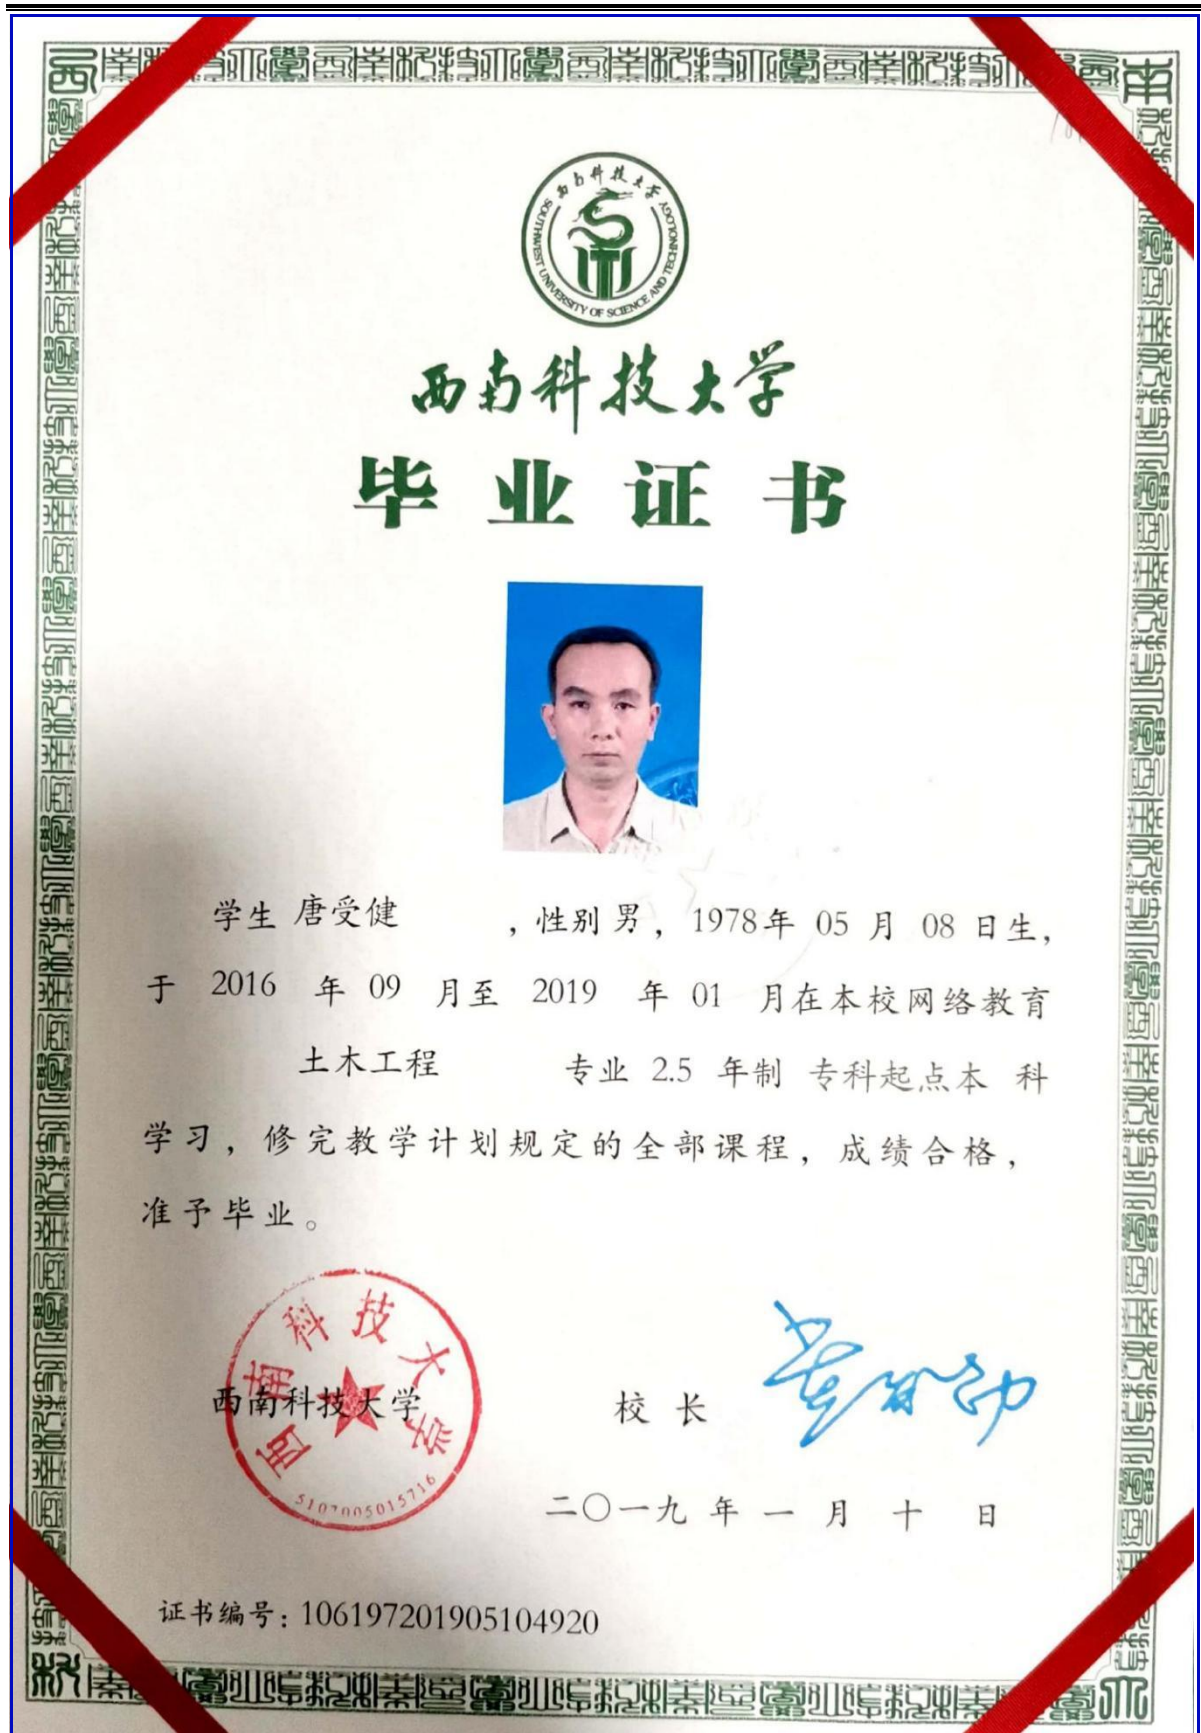 西南科技大学
SOUTHWEST UNIVERSITY OF SCIENCE AND TECHNOLOGY
西南科技大学
毕业证书
学生 唐受健 ，性别 男，1978年 05 月 08 日生，
于 2016 年 09 月至 2019 年 01 月在本校网络教育
土木工程 专业 2.5 年制 专科起点本 科
学习，修完教学计划规定的全部课程，成绩合格，
准予毕业。
西南科技大学
西南科技大学 校长
5107005015716
二〇一九 年 一 月 十 日
证书编号：106197201905104920